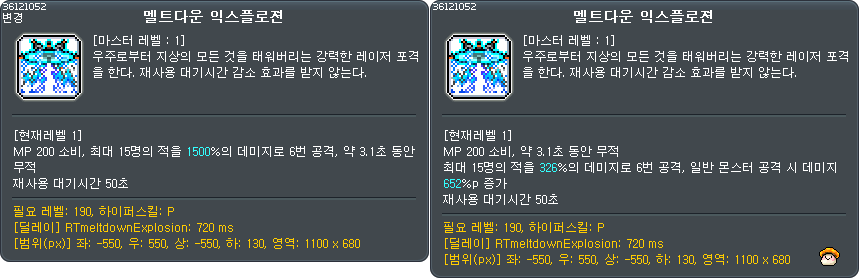 36121052
변경
멜트다운 익스플로젼
[마스터 레벨 : 1]
우주로부터 지상의 모든 것을 태워버리는 강력한 레이저 포격
을 한다. 재사용 대기시간 감소 효과를 받지 않는다.
[현재레벨 1]
MP 200 소비, 최대 15명의 적을 1500%의 데미지로 6번 공격, 약 3.1초 동안
무적
재사용 대기시간 50초
필요 레벨: 190, 하이퍼스킬: P
[딜레이] RTmeltdownExplosion: 720 ms
[범위(px)] 좌: -550, 우: 550, 상: -550, 하: 130, 영역: 1100 x 680
36121052
멜트다운 익스플로젼
[마스터 레벨 : 1]
우주로부터 지상의 모든 것을 태워버리는 강력한 레이저 포격
을 한다. 재사용 대기시간 감소 효과를 받지 않는다.
[현재레벨 1]
MP 200 소비, 약 3.1초 동안 무적
최대 15명의 적을 326%의 데미지로 6번 공격, 일반 몬스터 공격 시 데미지
652%p 증가
재사용 대기시간 50초
필요 레벨: 190, 하이퍼스킬: P
[딜레이] RTmeltdownExplosion: 720 ms
[범위(px)] 좌: -550, 우: 550, 상: -550, 하: 130, 영역: 1100 x 680